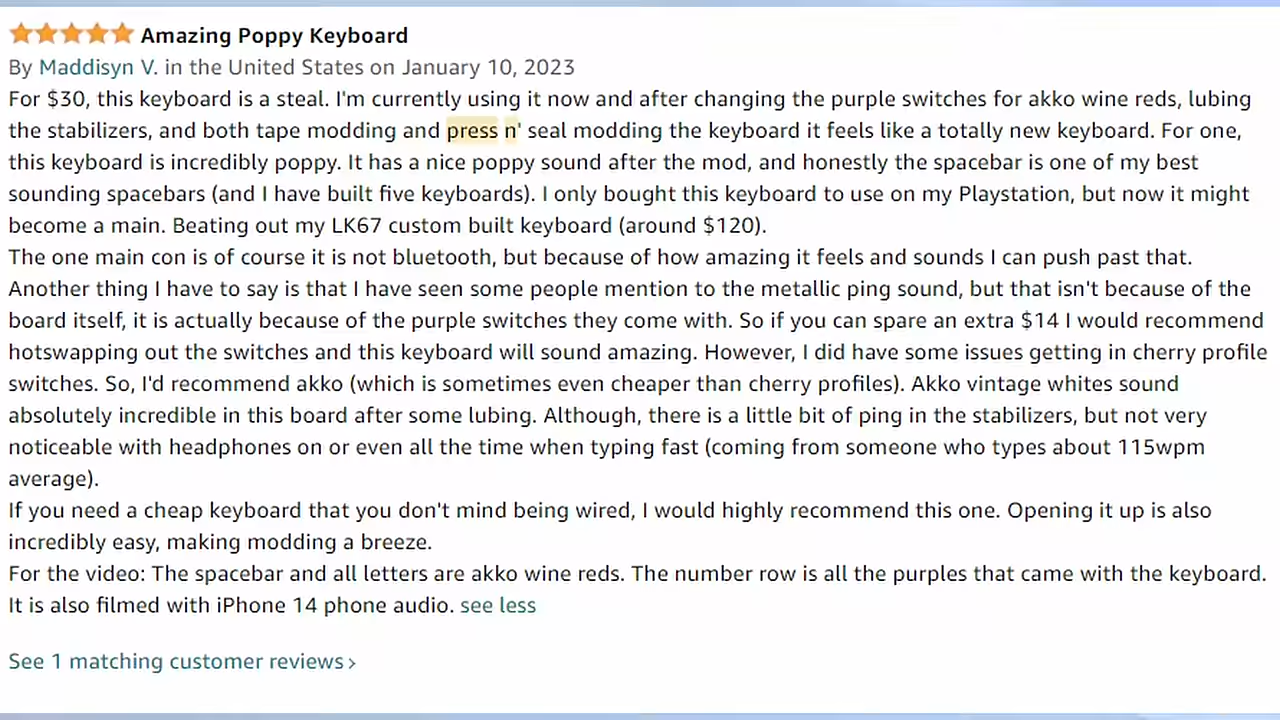 Amazing Poppy Keyboard
By Maddisyn V. in the United States on January 10, 2023
For $30, this keyboard is a steal. I'm currently using it now and after changing the purple switches for akko wine reds, lubing
the stabilizers, and both tape modding and press n' seal modding the keyboard it feels like a totally new keyboard. For one,
this keyboard is incredibly poppy. It has a nice poppy sound after the mod, and honestly the spacebar is one of my best
sounding spacebars (and I have built five keyboards). I only bought this keyboard to use on my Playstation, but now it might
become a main. Beating out my LK67 custom built keyboard (around $120).
The one main con is of course it is not bluetooth, but because of how amazing it feels and sounds I can push past that.
Another thing I have to say is that I have seen some people mention to the metallic ping sound, but that isn't because of the
board itself, it is actually because of the purple switches they come with. So if you can spare an extra $14 I would recommend
hotswapping out the switches and this keyboard will sound amazing. However, I did have some issues getting in cherry profile
switches. So, I'd recommend akko (which is sometimes even cheaper than cherry profiles). Akko vintage whites sound
absolutely incredible in this board after some lubing. Although, there is a little bit of ping in the stabilizers, but not very
noticeable with headphones on or even all the time when typing fast (coming from someone who types about 115wpm
average).
If you need a cheap keyboard that you don't mind being wired, I would highly recommend this one. Opening it up is also
incredibly easy, making modding a breeze.
For the video: The spacebar and all letters are akko wine reds. The number row is all the purples that came with the keyboard.
It is also filmed with iPhone 14 phone audio. see less
See 1 matching customer reviews ›